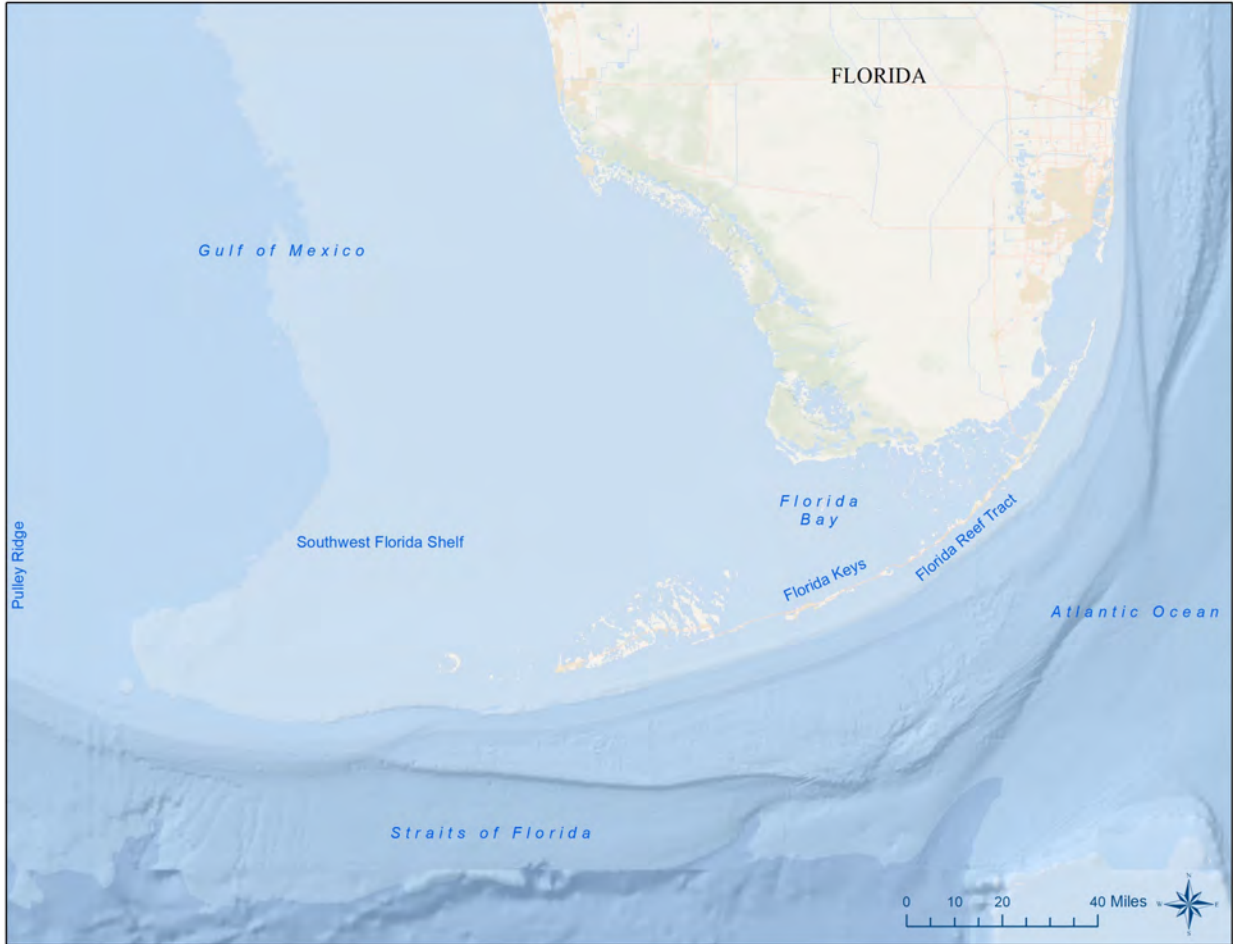 FLORIDA
Gulf of Mexico
Florida
Bay
Florida Reef Tract
Pulley Ridge
Southwest Florida Shelf
Florida Keys
Atlantic Ocean
Straits of Florida
0 10 20 40 Miles
N
W E
S